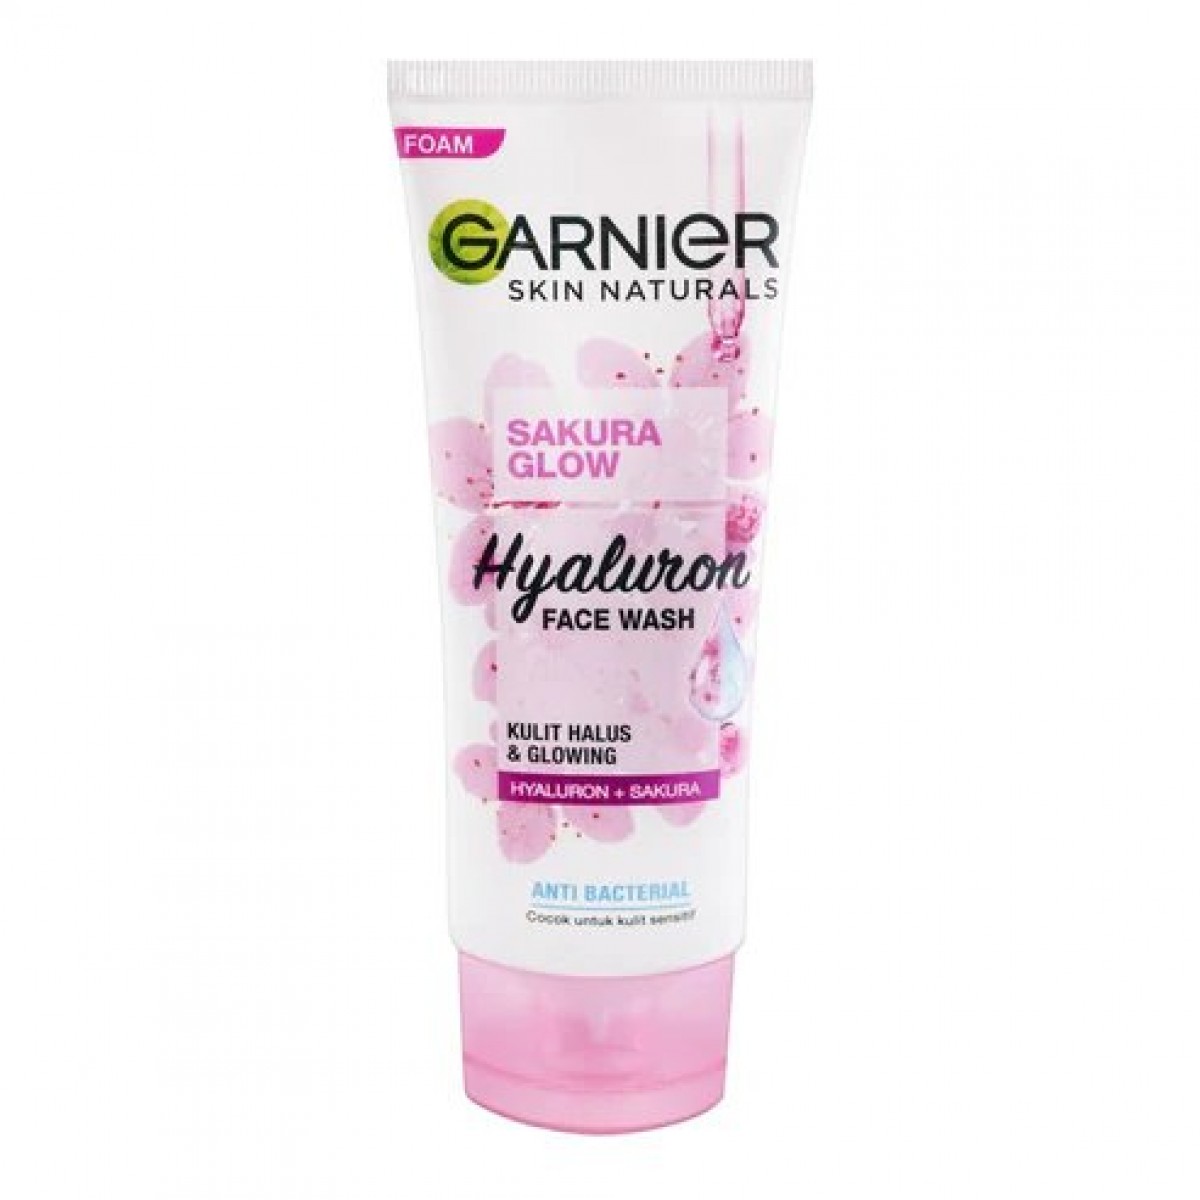 FOAM
GARNIER
SKIN NATURALS
SAKURA
GLOW
Hyaluron
FACE WASH
KULIT HALUS
& GLOWING
HYALURON + SAKURA
ANTI BACTERIAL
Cocok untuk kulit sensitif